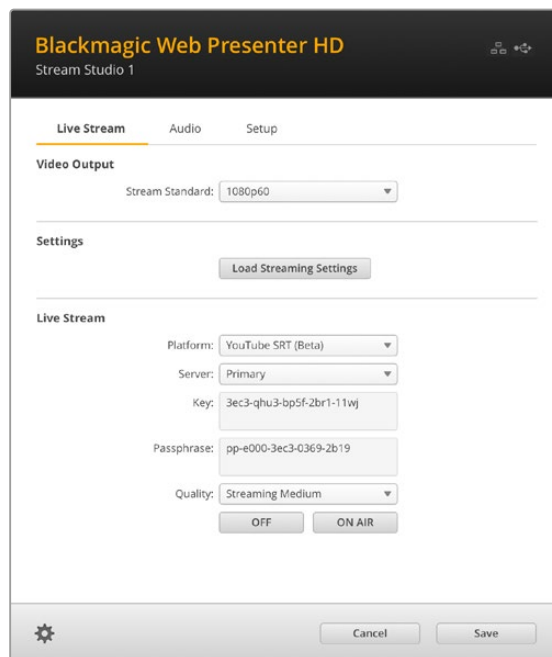 Blackmagic Web Presenter HD
Stream Studio 1
Live Stream Audio Setup
Video Output
Stream Standard: 1080p60
Settings
Load Streaming Settings
Live Stream
Platform: YouTube SRT (Beta)
Server: Primary
Key: 3ec3-qhu3-bp5f-2br1-11wj
Passphrase: pp-e000-3ec3-0369-2b19
Quality: Streaming Medium
OFF ON AIR
Cancel Save